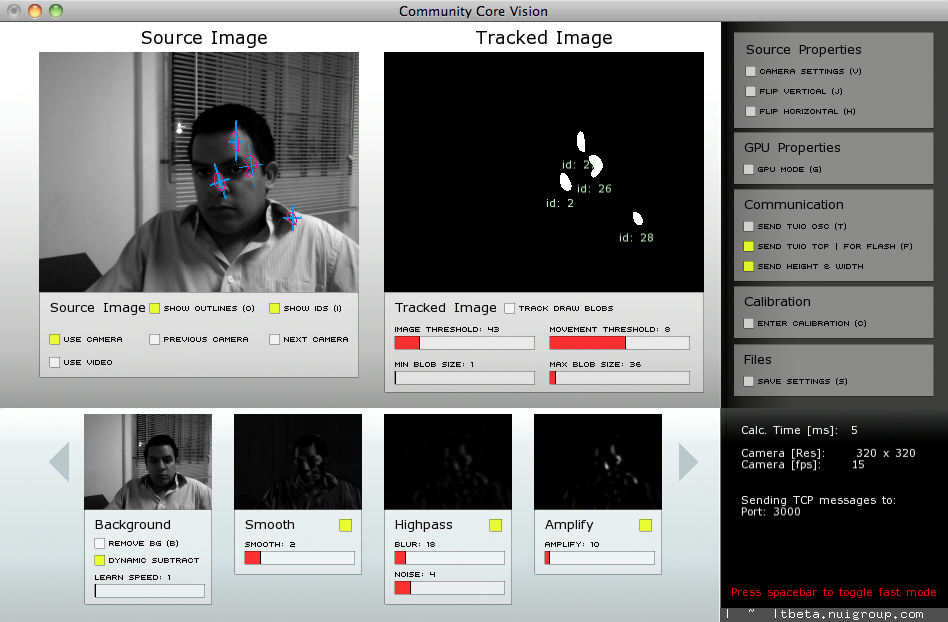 Community Core Vision
Source Image
Tracked Image
id: 2
id: 26
id: 2
id: 28
Source Image
SHOW OUTLINES (O)
SHOW IDS (I)
USE CAMERA
PREVIOUS CAMERA
NEXT CAMERA
USE VIDEO
Tracked Image
TRACK DRAW BLOBS
IMAGE THRESHOLD: 43
MOVEMENT THRESHOLD: 8
MIN BLOB SIZE: 1
MAX BLOB SIZE: 36
Source Properties
CAMERA SETTINGS (V)
FLIP VERTICAL (J)
FLIP HORIZONTAL (H)
GPU Properties
GPU MODE (G)
Communication
SEND TUIO OSC (T)
SEND TUIO TCP | FOR FLASH (F)
SEND HEIGHT & WIDTH
Calibration
ENTER CALIBRATION (C)
Files
SAVE SETTINGS (S)
Background
REMOVE BG (B)
DYNAMIC SUBTRACT
LEARN SPEED: 1
Smooth
SMOOTH: 2
Highpass
BLUR: 18
NOISE: 4
Amplify
AMPLIFY: 10
Calc. Time [ms]: 5
Camera [Res]: 320 x 320
Camera [fps]: 15
Sending TCP messages to:
Port: 3000
Press spacebar to toggle fast mode
| ~ |tbeta.nuigroup.com